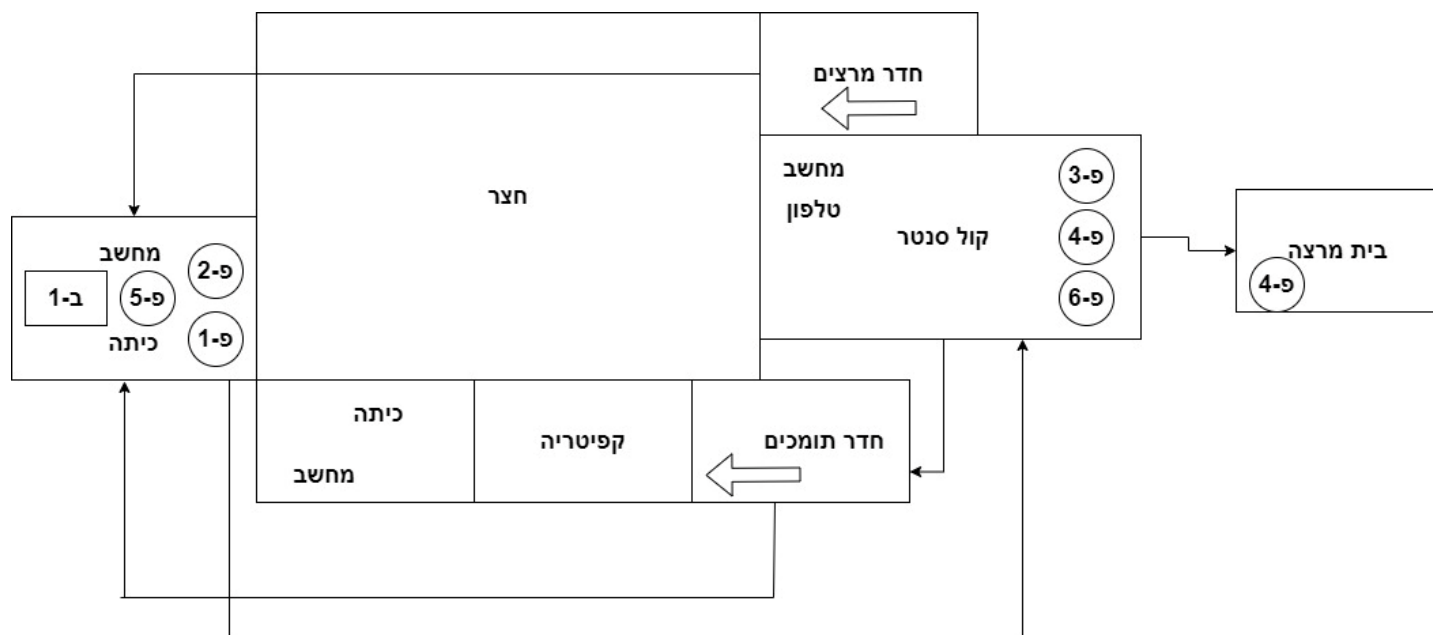 חדר מרצים
חצר
מחשב
טלפון
קול סנטר
פ-3
פ-4
פ-6
בית מרצה
פ-4
מחשב
ב-1
פ-5
פ-2
פ-1
כיתה
כיתה
מחשב
קפיטריה
חדר תומכים